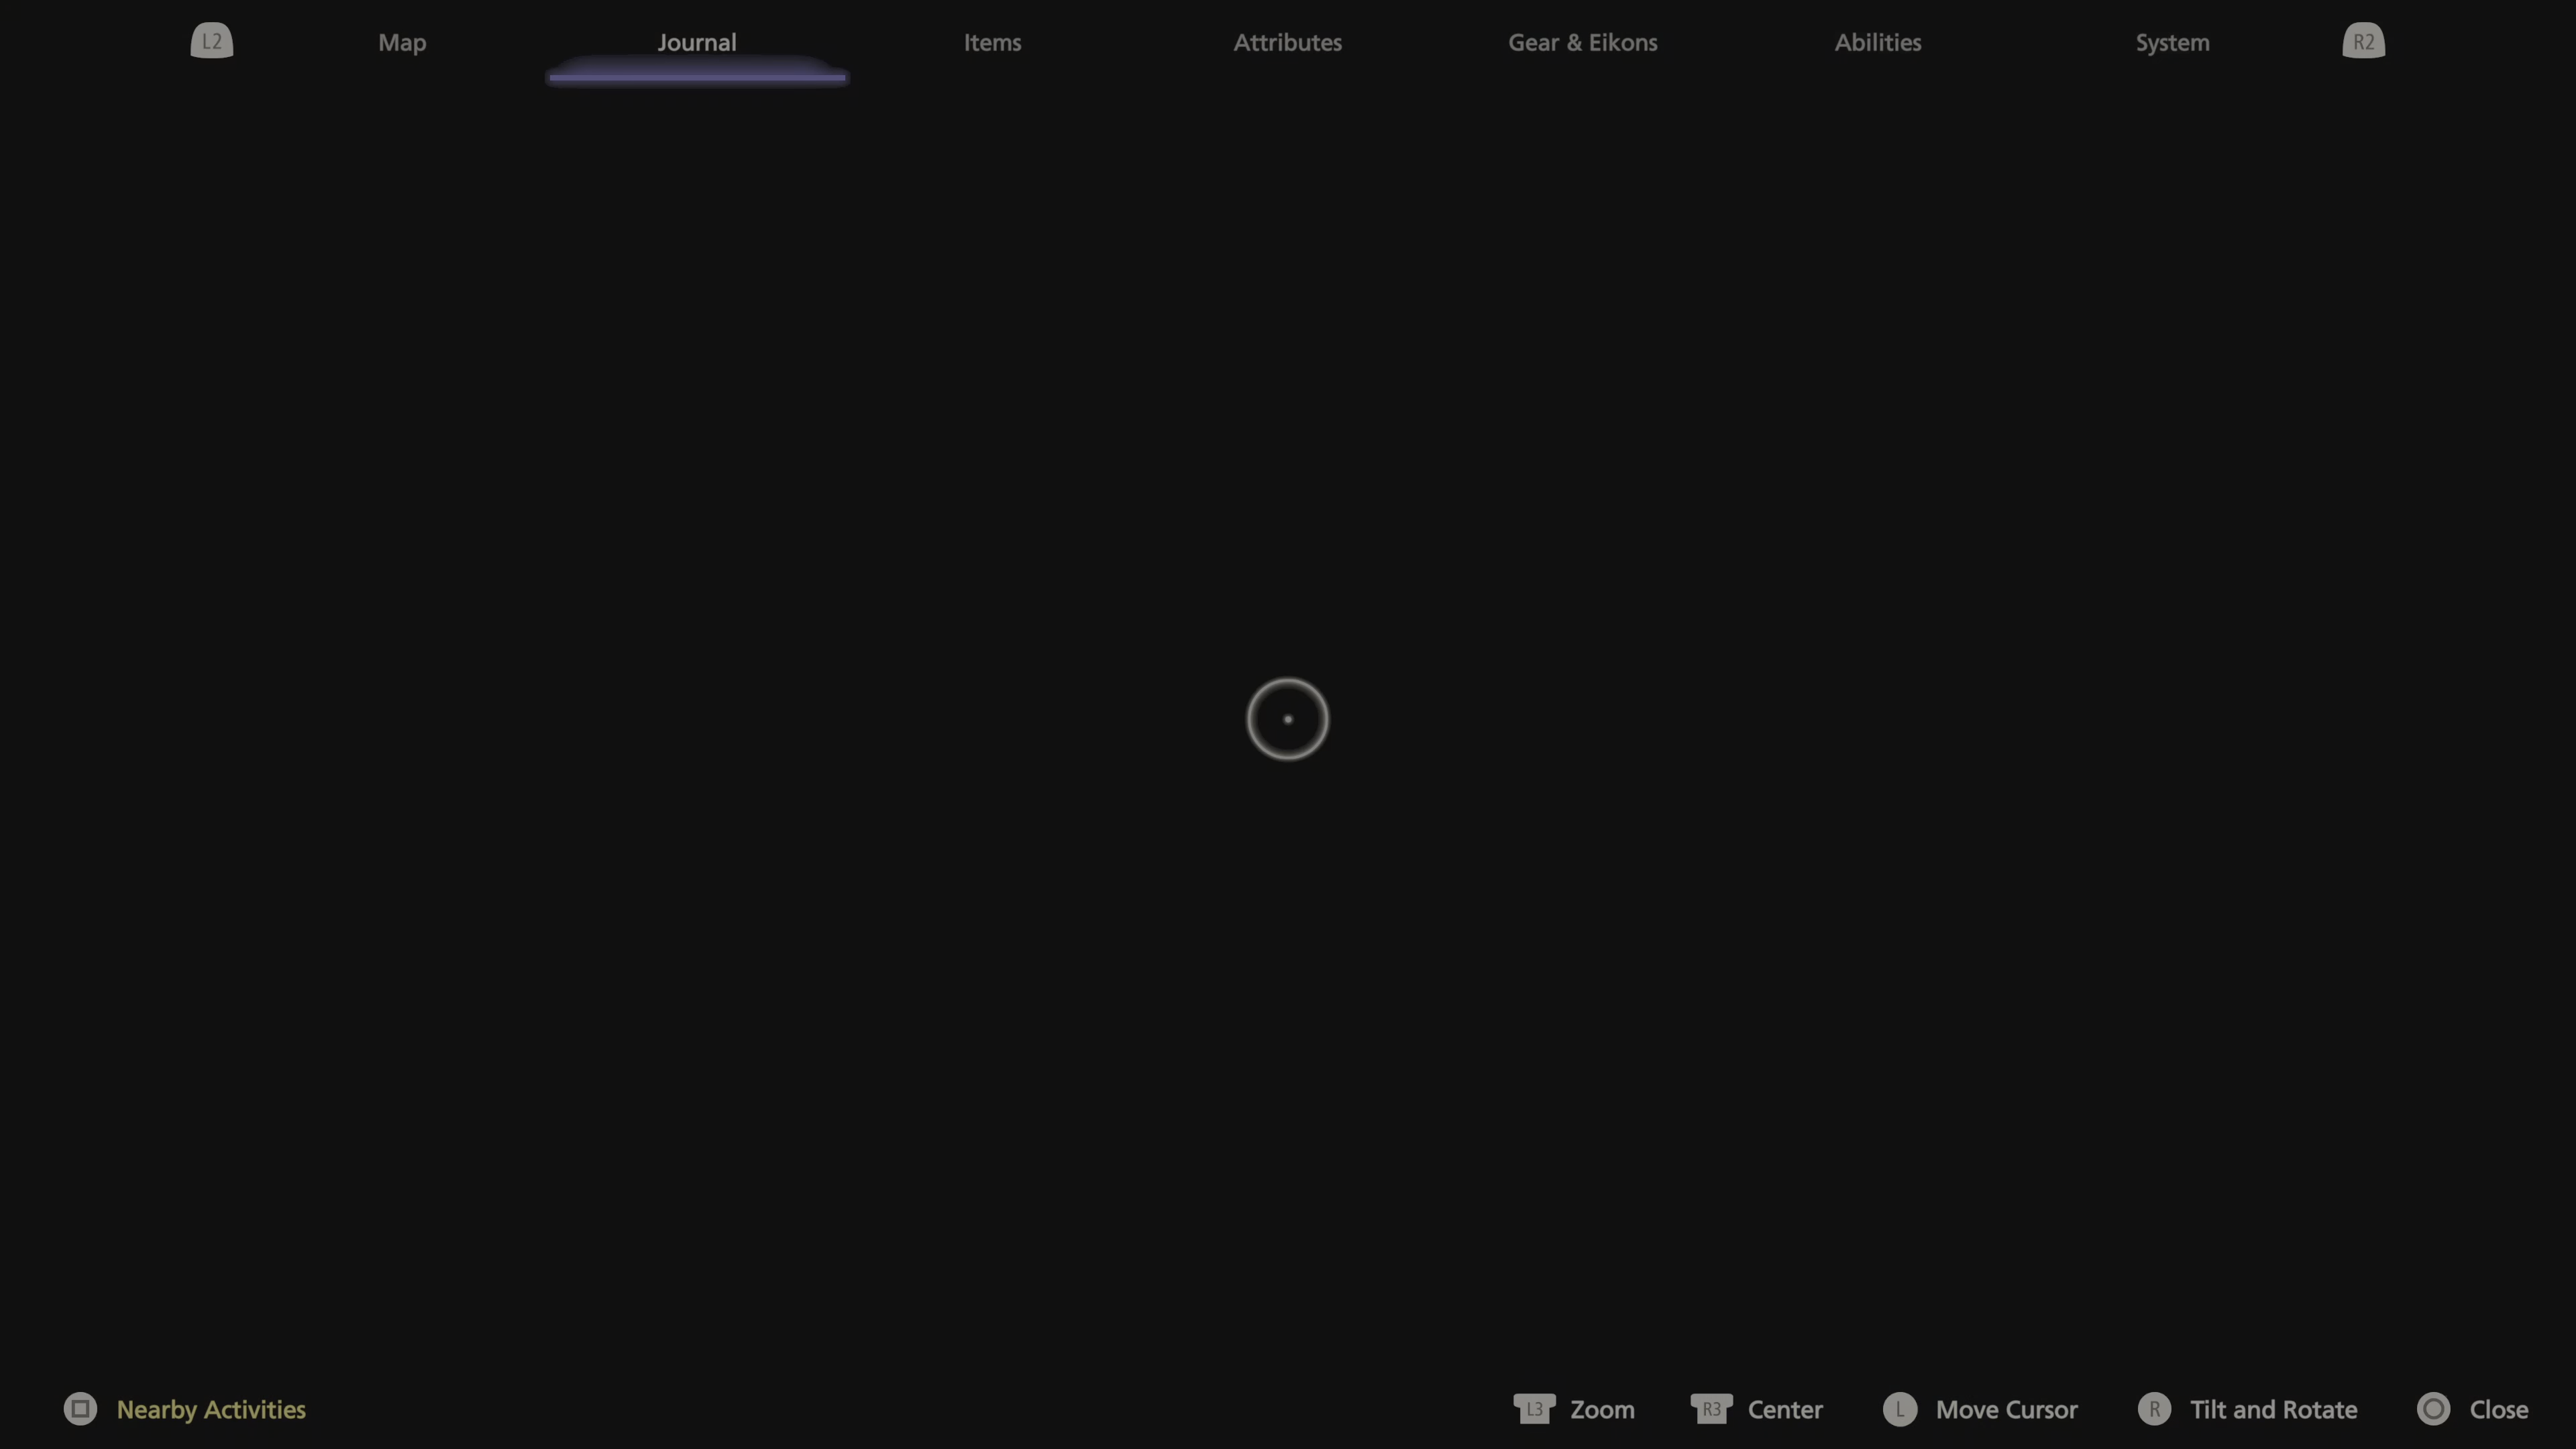 L2 Map Journal Items Attributes Gear & Eikons Abilities System R2
Nearby Activities L3 Zoom R3 Center L Move Cursor R Tilt and Rotate Close